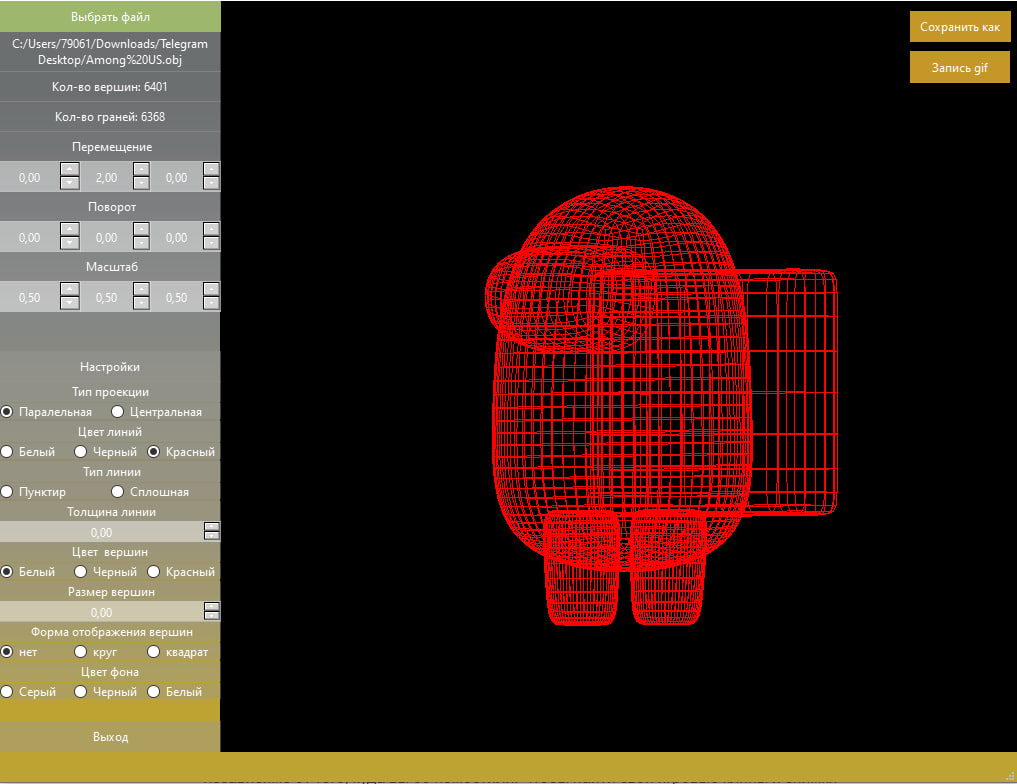 Выбрать файл
C:/Users/79061/Downloads/Telegram
Desktop/Among%20US.obj
Кол-во вершин: 6401
Кол-во граней: 6368
Перемещение
0,00 2,00 0,00
Поворот
0,00 0,00 0,00
Масштаб
0,50 0,50 0,50
Настройки
Тип проекции
Паралельная Центральная
Цвет линий
Белый Черный Красный
Тип линии
Пунктир Сплошная
Толщина линии
0,00
Цвет вершин
Белый Черный Красный
Размер вершин
0,00
Форма отображения вершин
нет круг квадрат
Цвет фона
Серый Черный Белый
Выход
Сохранить как
Запись gif